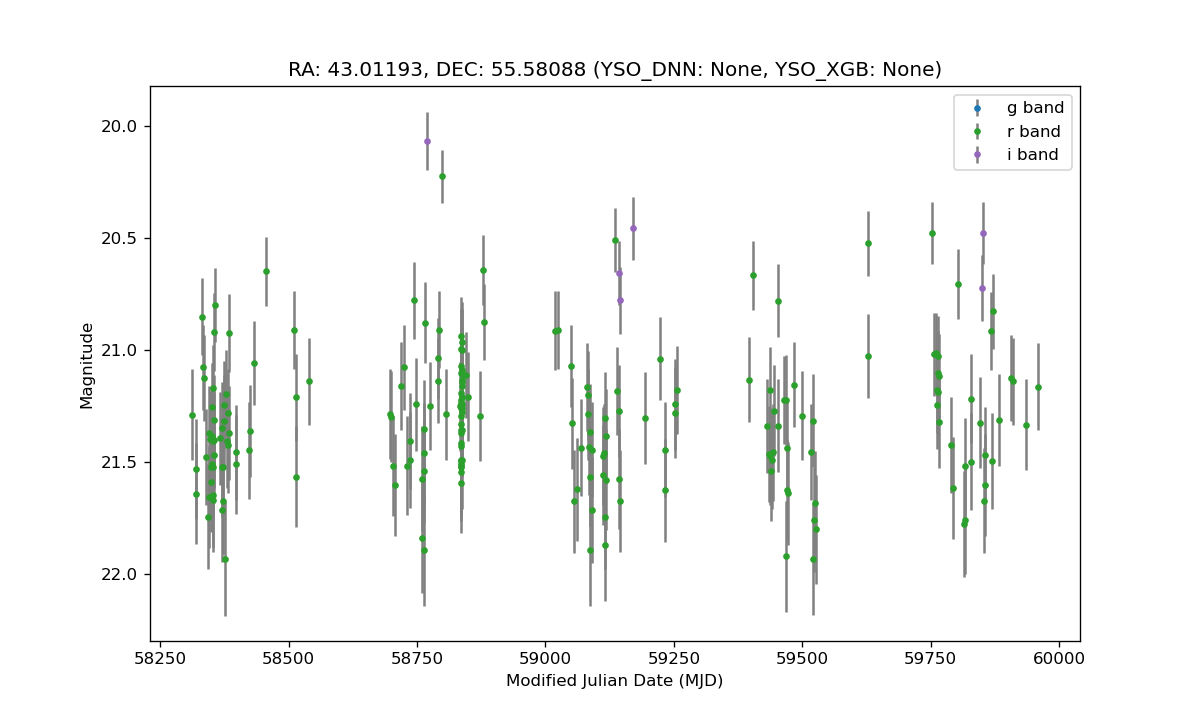 RA: 43.01193, DEC: 55.58088 (YSO_DNN: None, YSO_XGB: None)
g band
r band
i band
20.0
20.5
21.0
21.5
22.0
Magnitude
58250 58500 58750 59000 59250 59500 59750 60000
Modified Julian Date (MJD)